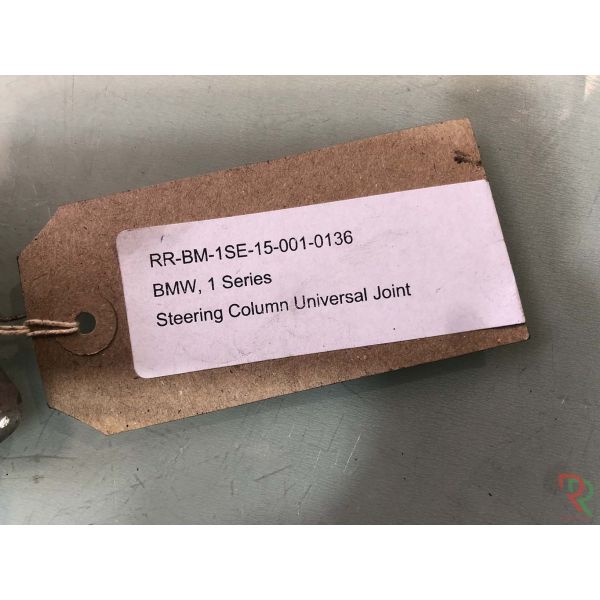 RR-BM-1SE-15-001-0136
BMW, 1 Series
Steering Column Universal Joint